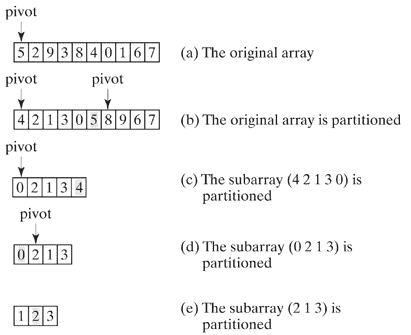 pivot
5 2 9 3 8 4 0 1 6 7 (a) The original array
pivot pivot
4 2 1 3 0 5 8 9 6 7 (b) The original array is partitioned
pivot
0 2 1 3 4 (c) The subarray (4 2 1 3 0) is
partitioned
pivot
0 2 1 3 (d) The subarray (0 2 1 3) is
partitioned
1 2 3 (e) The subarray (2 1 3) is
partitioned